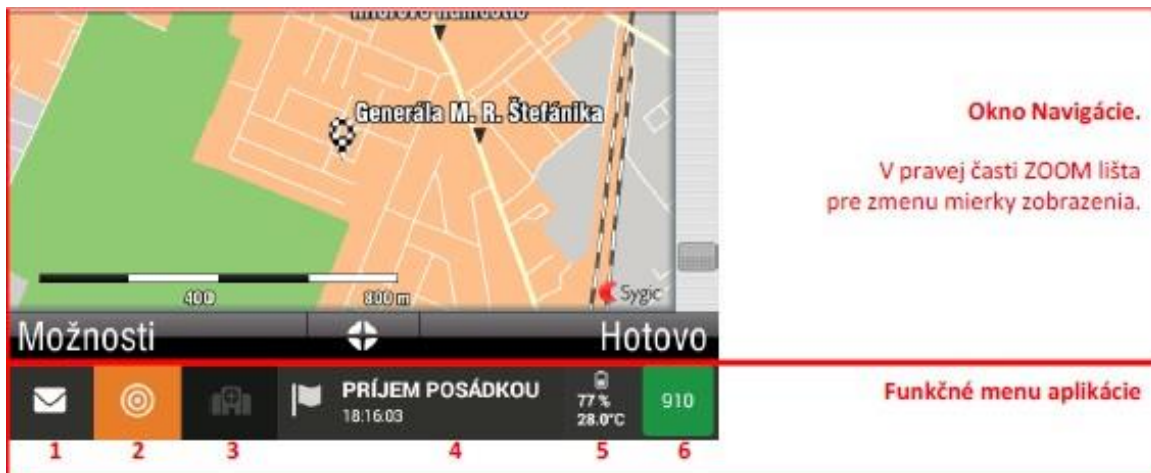 námestie
Generála M. R. Štefánika
400
800 m
Sygic
Možnosti
Hotovo
Okno Navigácie.
V pravej časti ZOOM lišta
pre zmenu mierky zobrazenia.
PRÍJEM POSÁDKOU
18:16:03
77 %
28.0°C
910
Funkčné menu aplikácie
1
2
3
4
5
6